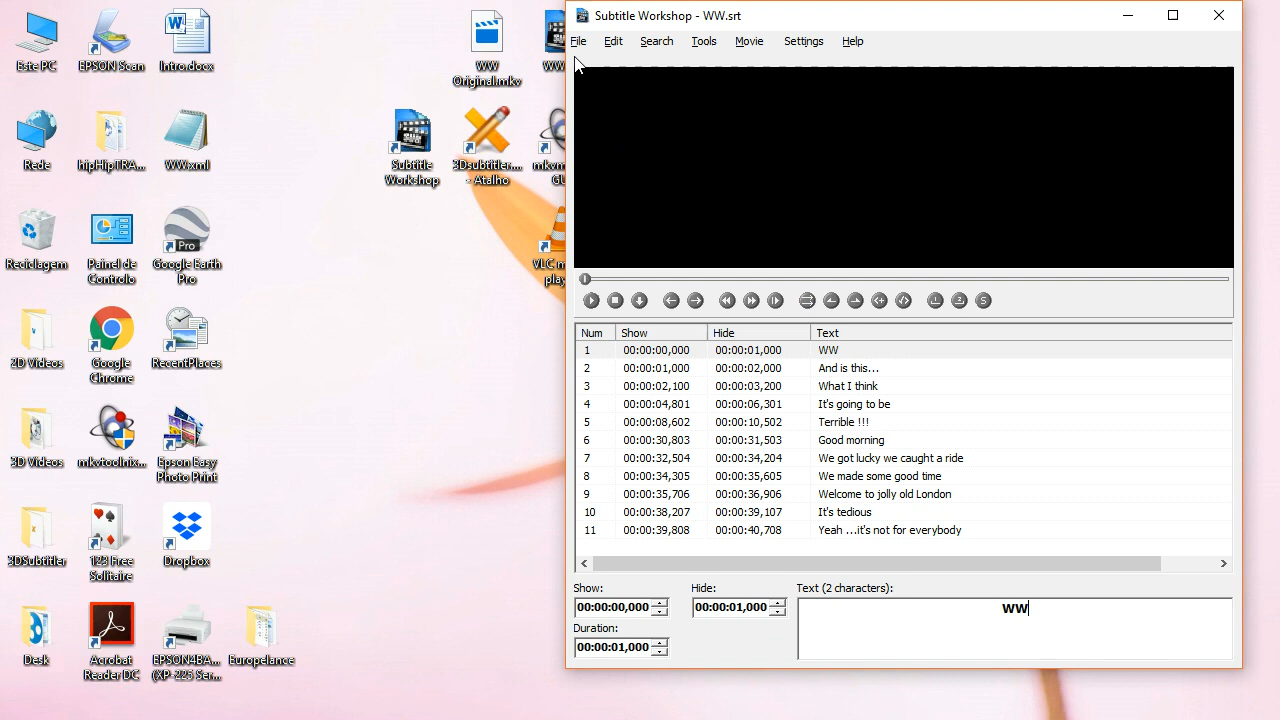 Subtitle Workshop - WW.srt
File Edit Search Tools Movie Settings Help
Num Show Hide Text
1 00:00:00,000 00:00:01,000 WW
2 00:00:01,000 00:00:02,000 And is this...
3 00:00:02,100 00:00:03,200 What I think
4 00:00:04,801 00:00:06,301 It's going to be
5 00:00:08,602 00:00:10,502 Terrible !!!
6 00:00:30,803 00:00:31,503 Good morning
7 00:00:32,504 00:00:34,204 We got lucky we caught a ride
8 00:00:34,305 00:00:35,605 We made some good time
9 00:00:35,706 00:00:36,906 Welcome to jolly old London
10 00:00:38,207 00:00:39,107 It's tedious
11 00:00:39,808 00:00:40,708 Yeah ...it's not for everybody
Show: Hide: Text (2 characters):
00:00:00,000 00:00:01,000 WW
Duration:
00:00:01,000
Este PC
EPSON Scan
Intro.docx
WW
Original.mkv
WW
Rede
hipHipTRA...
WW.xml
Subtitle
Workshop
3Dsubtitler....
- Atalho
mkvm
GU
Reciclagem
Painel de
Controlo
Pro
Google Earth
Pro
VLC m
play
2D Videos
Google
Chrome
RecentPlaces
3D Videos
mkvtoolnix...
Epson Easy
Photo Print
3DSubtitler
123 Free
Solitaire
Dropbox
Desk
Acrobat
Reader DC
EPSON4BA...
(XP-225 Ser...
Europelance